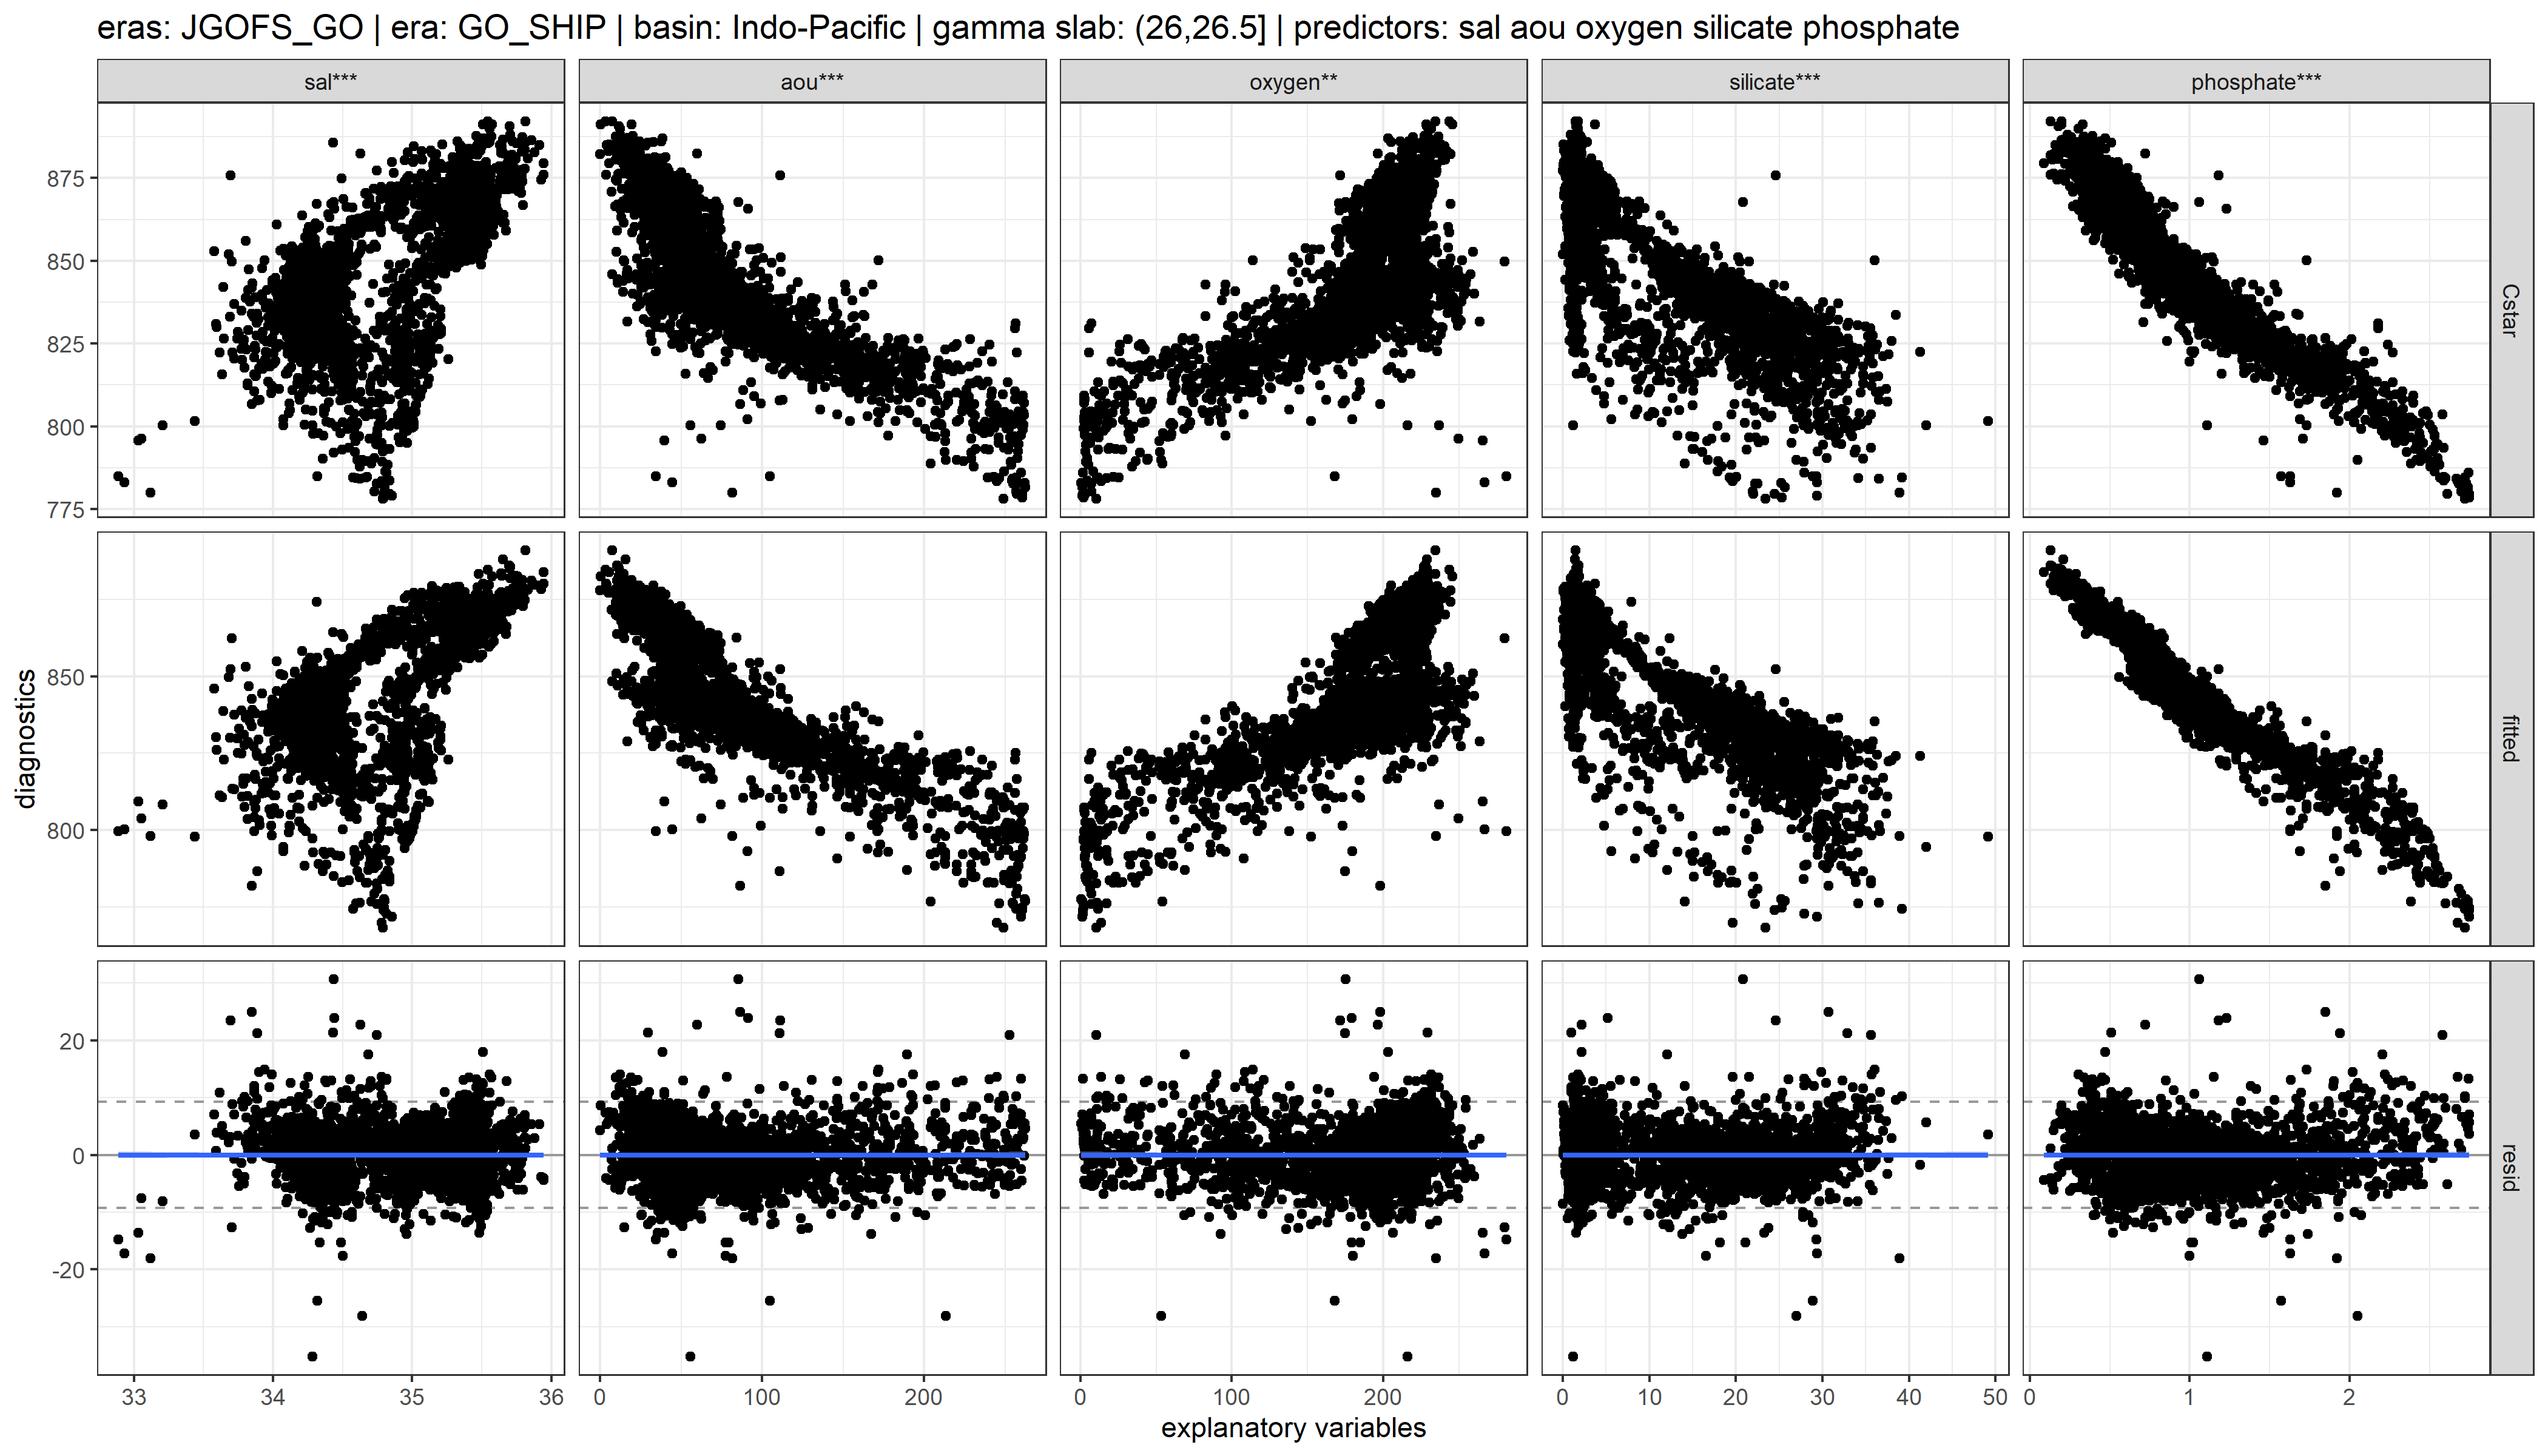 eras: JGOFS_GO | era: GO_SHIP | basin: Indo-Pacific | gamma slab: (26,26.5] | predictors: sal aou oxygen silicate phosphate
sal*** aou*** oxygen** silicate*** phosphate***
875
850
825
800
775
Cstar
diagnostics
850
800
fitted
20
0
-20
resid
33 34 35 36 0 100 200 0 100 200 0 10 20 30 40 50 0 1 2
explanatory variables